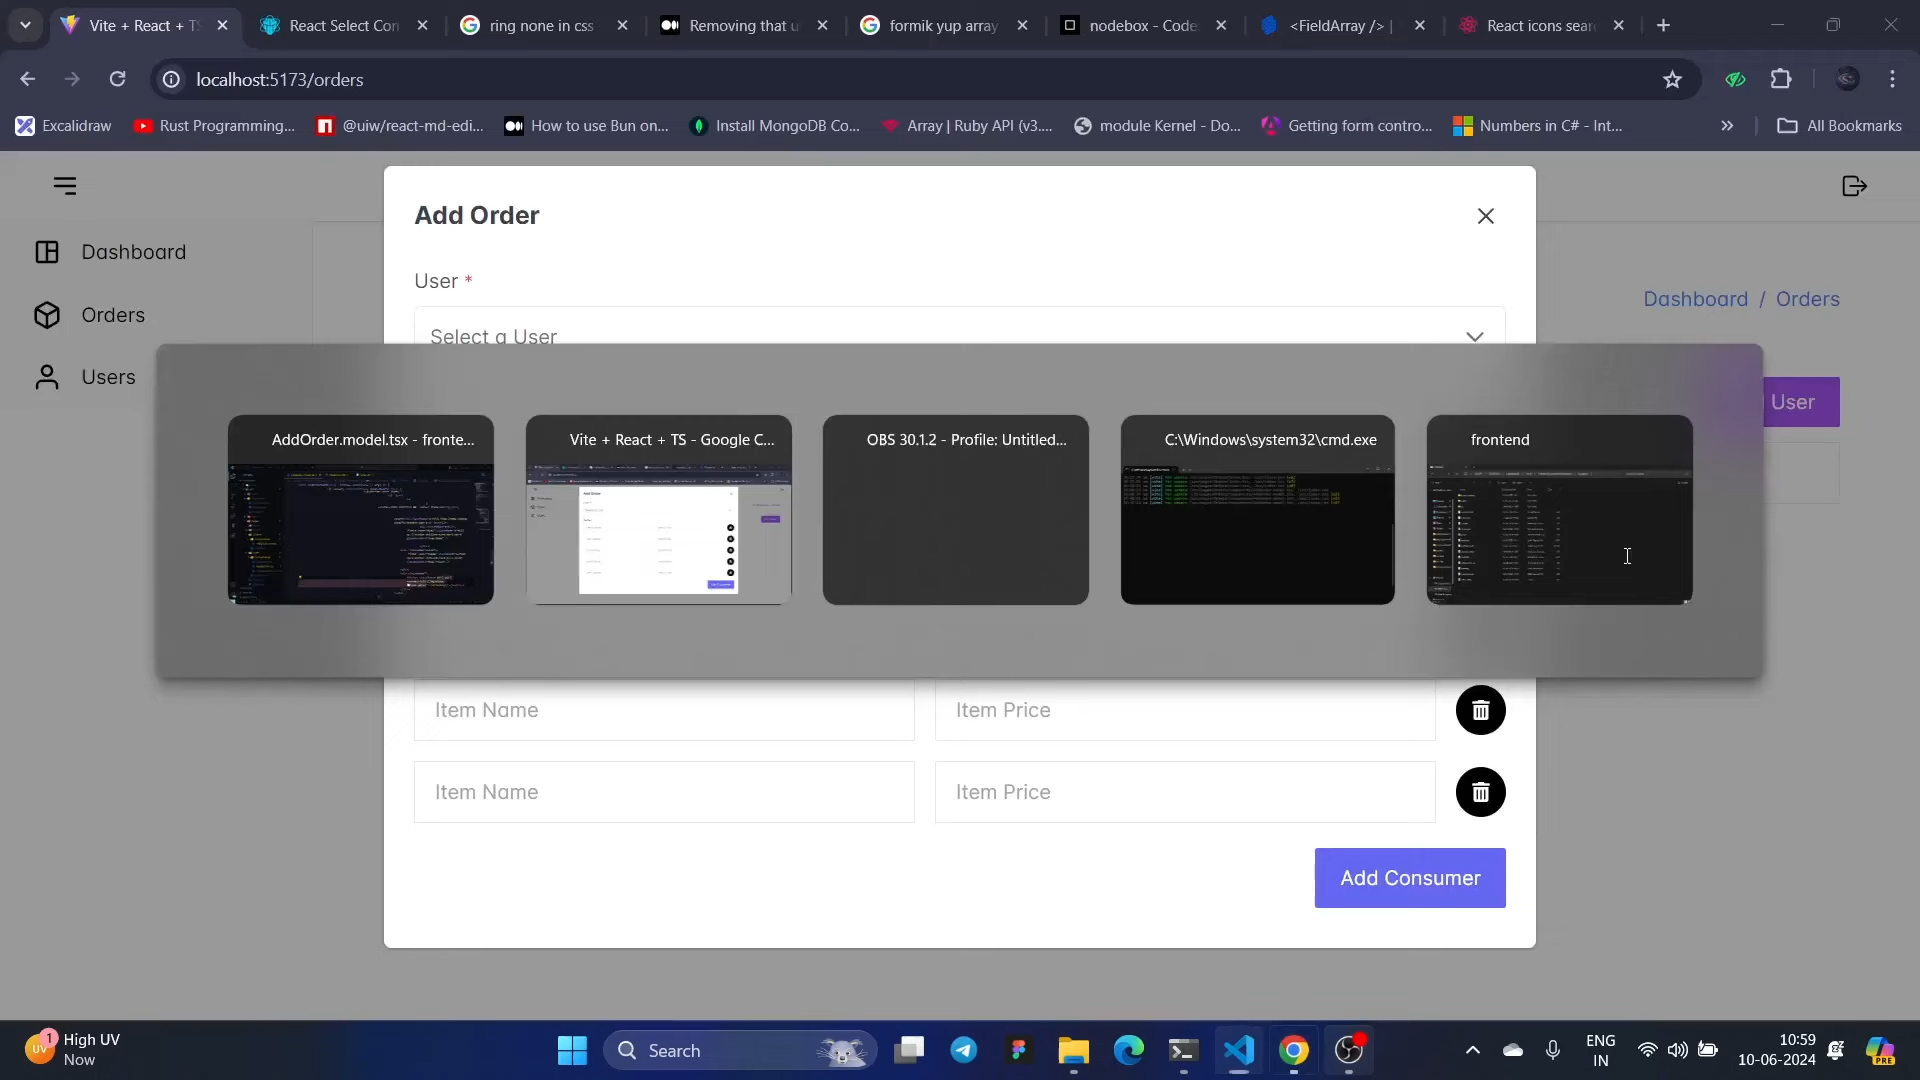 Vite + React + TS
React Select Con
ring none in css
Removing that u
formik yup array
nodebox - Code
<FieldArray /> |
React icons sear
localhost:5173/orders
Excalidraw
Rust Programming...
@uiw/react-md-edi...
How to use Bun on...
Install MongoDB Co...
Array | Ruby API (v3....
module Kernel - Do...
Getting form contro...
Numbers in C# - Int...
All Bookmarks
Add Order
Dashboard
User *
Dashboard / Orders
Orders
Select a User
Users
User
AddOrder.model.tsx - fronte...
Vite + React + TS - Google C...
OBS 30.1.2 - Profile: Untitled...
C:\Windows\system32\cmd.exe
frontend
Item Name
Item Price
Item Name
Item Price
Add Consumer
1
UV
High UV
Now
Search
ENG
IN
10:59
10-06-2024
PRE